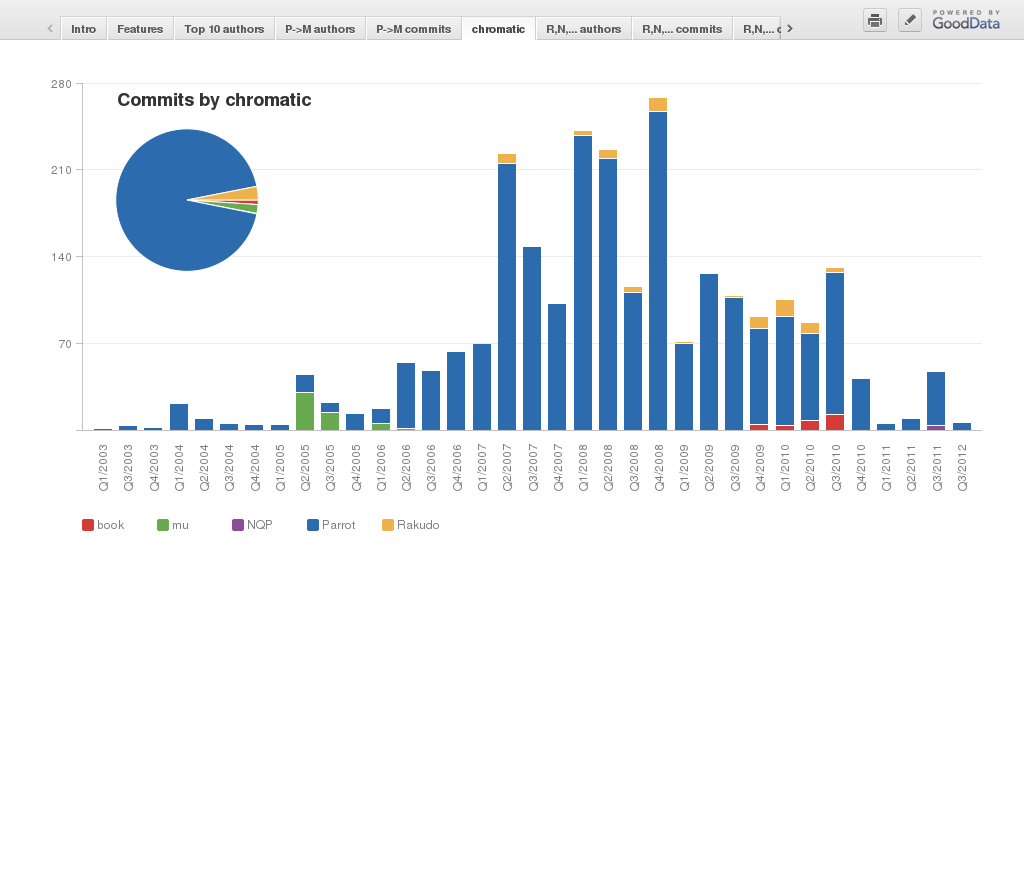 Intro Features Top 10 authors P->M authors P->M commits chromatic R,N,... authors R,N,... commits R,N,...
POWERED BY
GoodData
Commits by chromatic
280
210
140
70
Q1/2003 Q3/2003 Q4/2003 Q1/2004 Q2/2004 Q3/2004 Q4/2004 Q1/2005 Q2/2005 Q3/2005 Q4/2005 Q1/2006 Q2/2006 Q3/2006 Q4/2006 Q1/2007 Q2/2007 Q3/2007 Q4/2007 Q1/2008 Q2/2008 Q3/2008 Q4/2008 Q1/2009 Q2/2009 Q3/2009 Q4/2009 Q1/2010 Q2/2010 Q3/2010 Q4/2010 Q1/2011 Q2/2011 Q3/2011 Q3/2012
book mu NQP Parrot Rakudo